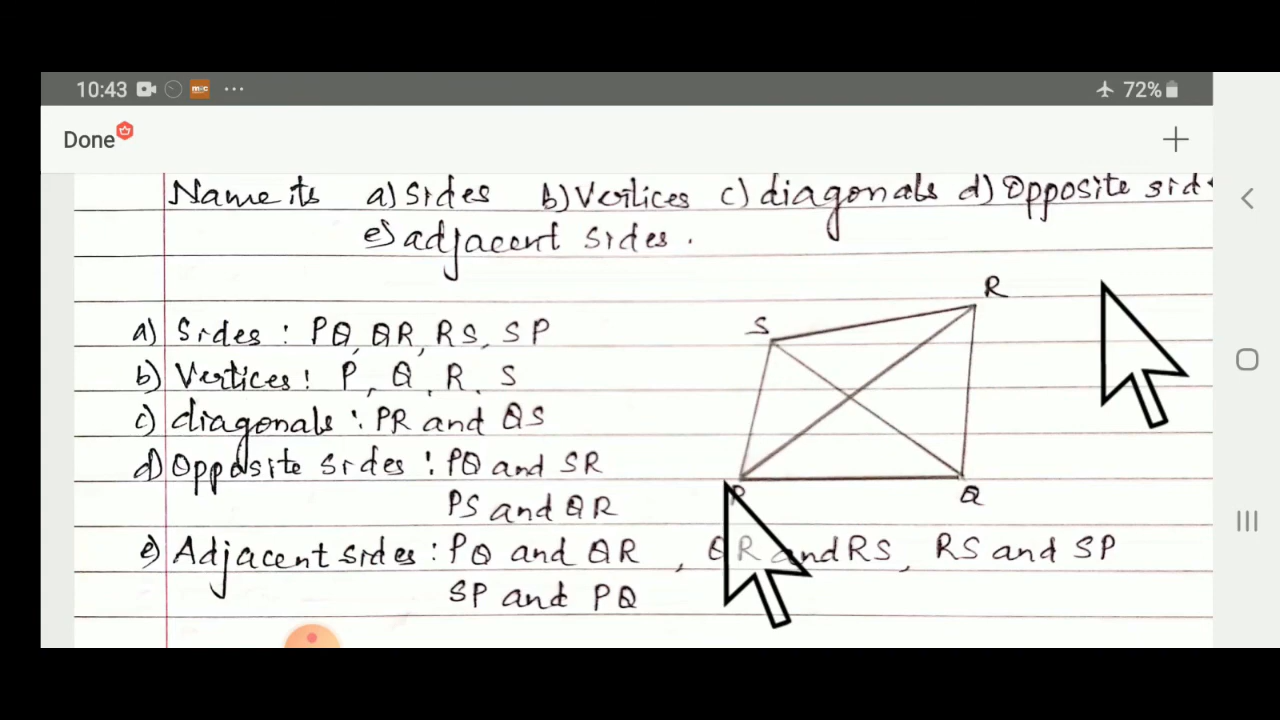 10:43 ... 72%
Done
Name its a) Sides b) Vertices c) diagonals d) Opposite sid
e) adjacent sides.
R
S
a) Sides : PQ, QR, RS, SP
b) Vertices : P, Q, R, S
c) diagonals : PR and QS
d) Opposite sides : PQ and SR
P Q
PS and QR
e) Adjacent sides : PQ and QR, QR and RS, RS and SP
SP and PQ